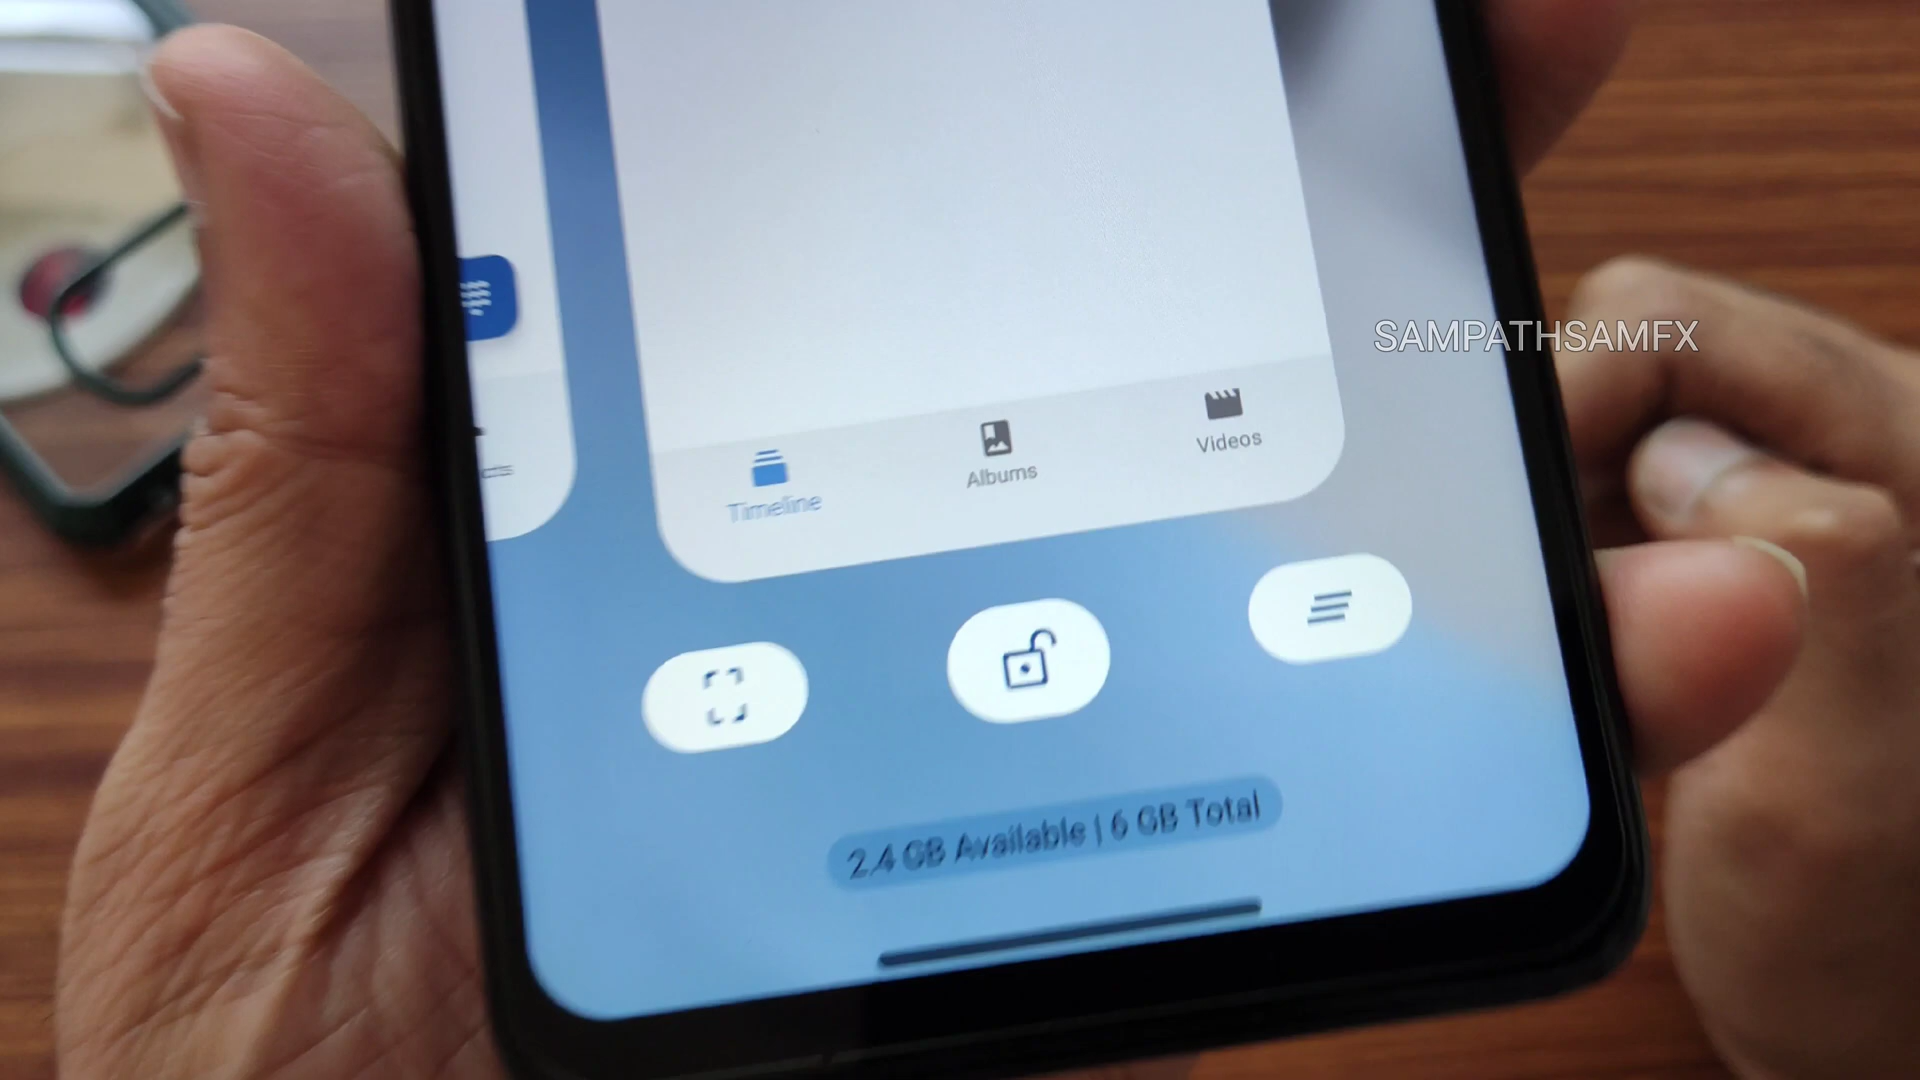 SAMPATHSAMFX
Timeline
Albums
Videos
2.4 GB Available | 6 GB Total